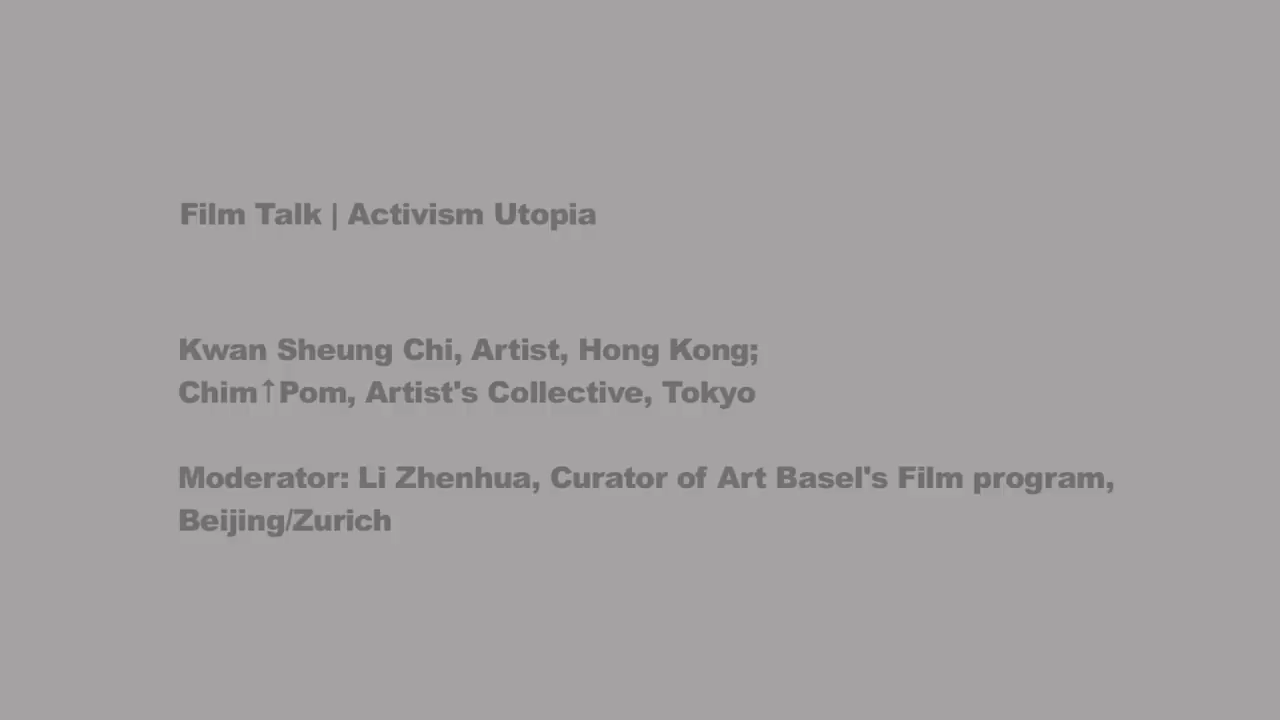 Film Talk | Activism Utopia
Kwan Sheung Chi, Artist, Hong Kong;
Chim↑Pom, Artist's Collective, Tokyo
Moderator: Li Zhenhua, Curator of Art Basel's Film program,
Beijing/Zurich